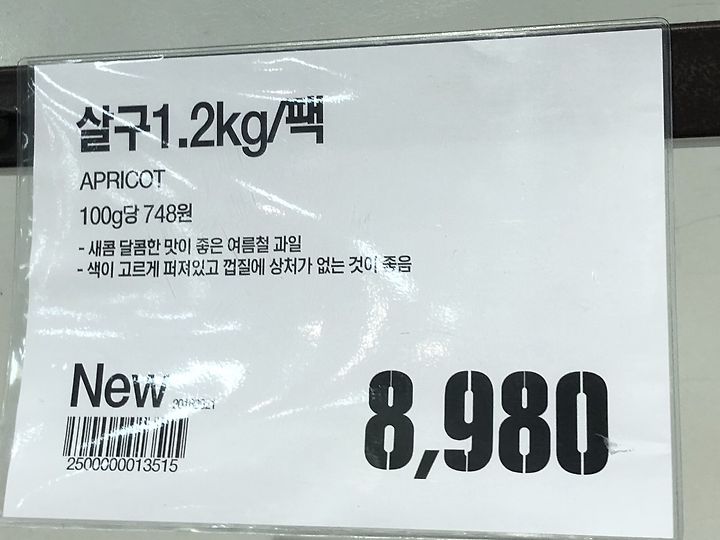 살구1.2kg/팩
APRICOT
100g당 748원
- 새콤 달콤한 맛이 좋은 여름철 과일
- 색이 고르게 퍼져있고 껍질에 상처가 없는 것이 좋음
New
2500000013515
8,980